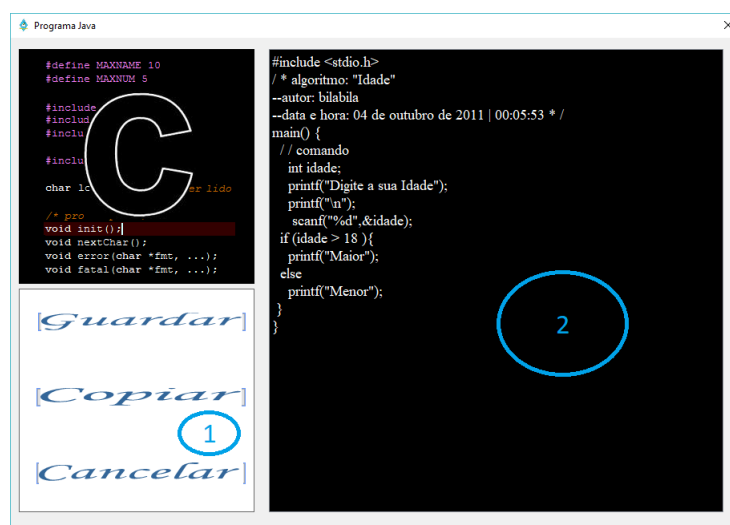 Programa Java
#define MAXNAME 10
#define MAXNUM 5
#include
#includ
#inclu
#inclu
C
char lc er lido
/* pro
void init();
void nextChar();
void error(char *fmt, ...);
void fatal(char *fmt, ...);
[Guardar]
[Copiar]
1
[Cancelar]
#include <stdio.h>
/ * algoritmo: "Idade"
--autor: bilabila
--data e hora: 04 de outubro de 2011 | 00:05:53 * /
main() {
/ / comando
int idade;
printf("Digite a sua Idade");
printf("\n");
scanf("%d",&idade);
if (idade > 18 ){
printf("Maior");
else
printf("Menor");
}
}
2